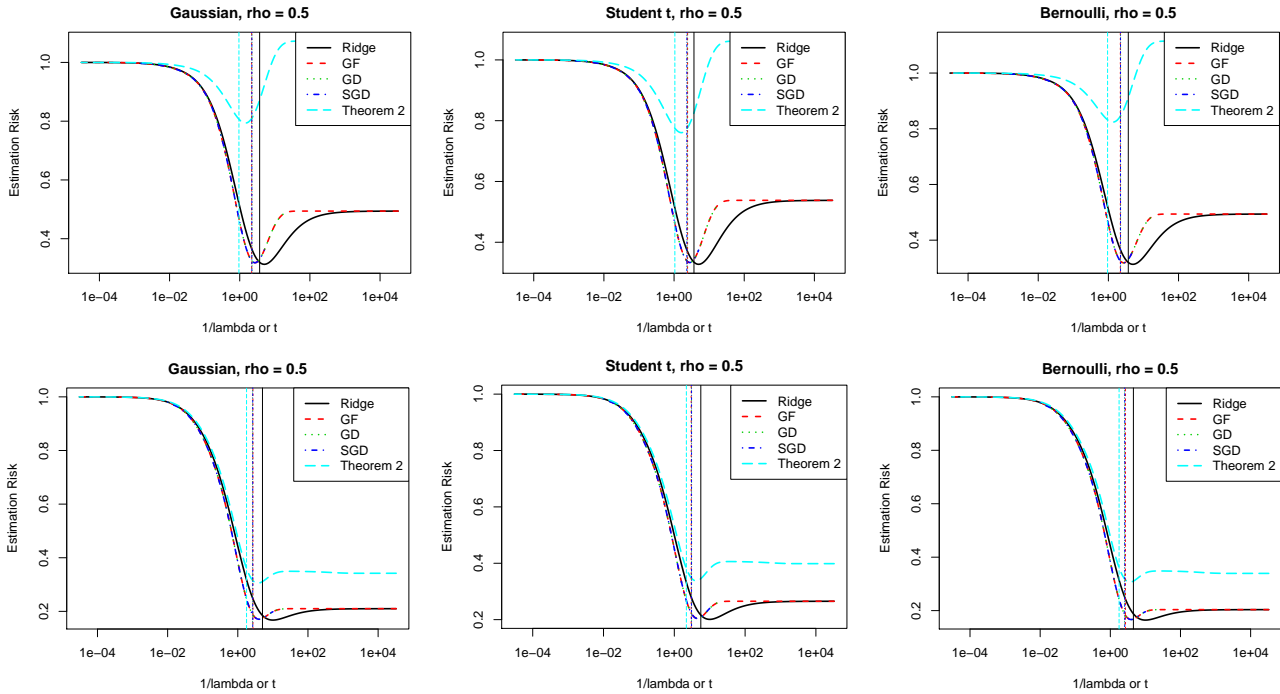 Gaussian, rho = 0.5
Estimation Risk
0.4 0.6 0.8 1.0
Ridge
GF
GD
SGD
Theorem 2
1e−04 1e−02 1e+00 1e+02 1e+04
1/lambda or t
Student t, rho = 0.5
Estimation Risk
0.4 0.6 0.8 1.0
Ridge
GF
GD
SGD
Theorem 2
1e−04 1e−02 1e+00 1e+02 1e+04
1/lambda or t
Bernoulli, rho = 0.5
Estimation Risk
0.4 0.6 0.8 1.0
Ridge
GF
GD
SGD
Theorem 2
1e−04 1e−02 1e+00 1e+02 1e+04
1/lambda or t
Gaussian, rho = 0.5
Estimation Risk
0.2 0.4 0.6 0.8 1.0
Ridge
GF
GD
SGD
Theorem 2
1e−04 1e−02 1e+00 1e+02 1e+04
1/lambda or t
Student t, rho = 0.5
Estimation Risk
0.2 0.4 0.6 0.8 1.0
Ridge
GF
GD
SGD
Theorem 2
1e−04 1e−02 1e+00 1e+02 1e+04
1/lambda or t
Bernoulli, rho = 0.5
Estimation Risk
0.2 0.4 0.6 0.8 1.0
Ridge
GF
GD
SGD
Theorem 2
1e−04 1e−02 1e+00 1e+02 1e+04
1/lambda or t